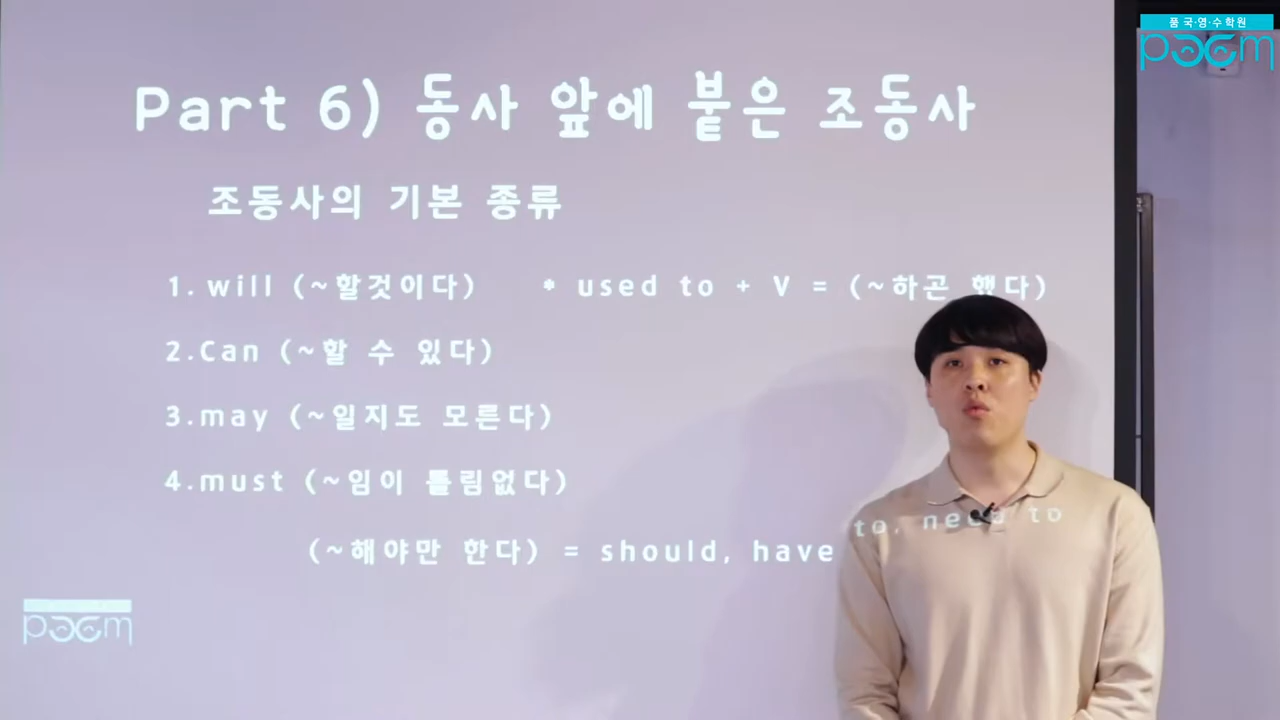 품 국·영·수학원
poem
Part 6) 동사 앞에 붙은 조동사
조동사의 기본 종류
1. will (~할것이다) * used to + V = (~하곤 했다)
2.Can (~할 수 있다)
3.may (~일지도 모른다)
4.must (~임이 틀림없다)
(~해야만 한다) = should, have to, need to
poem